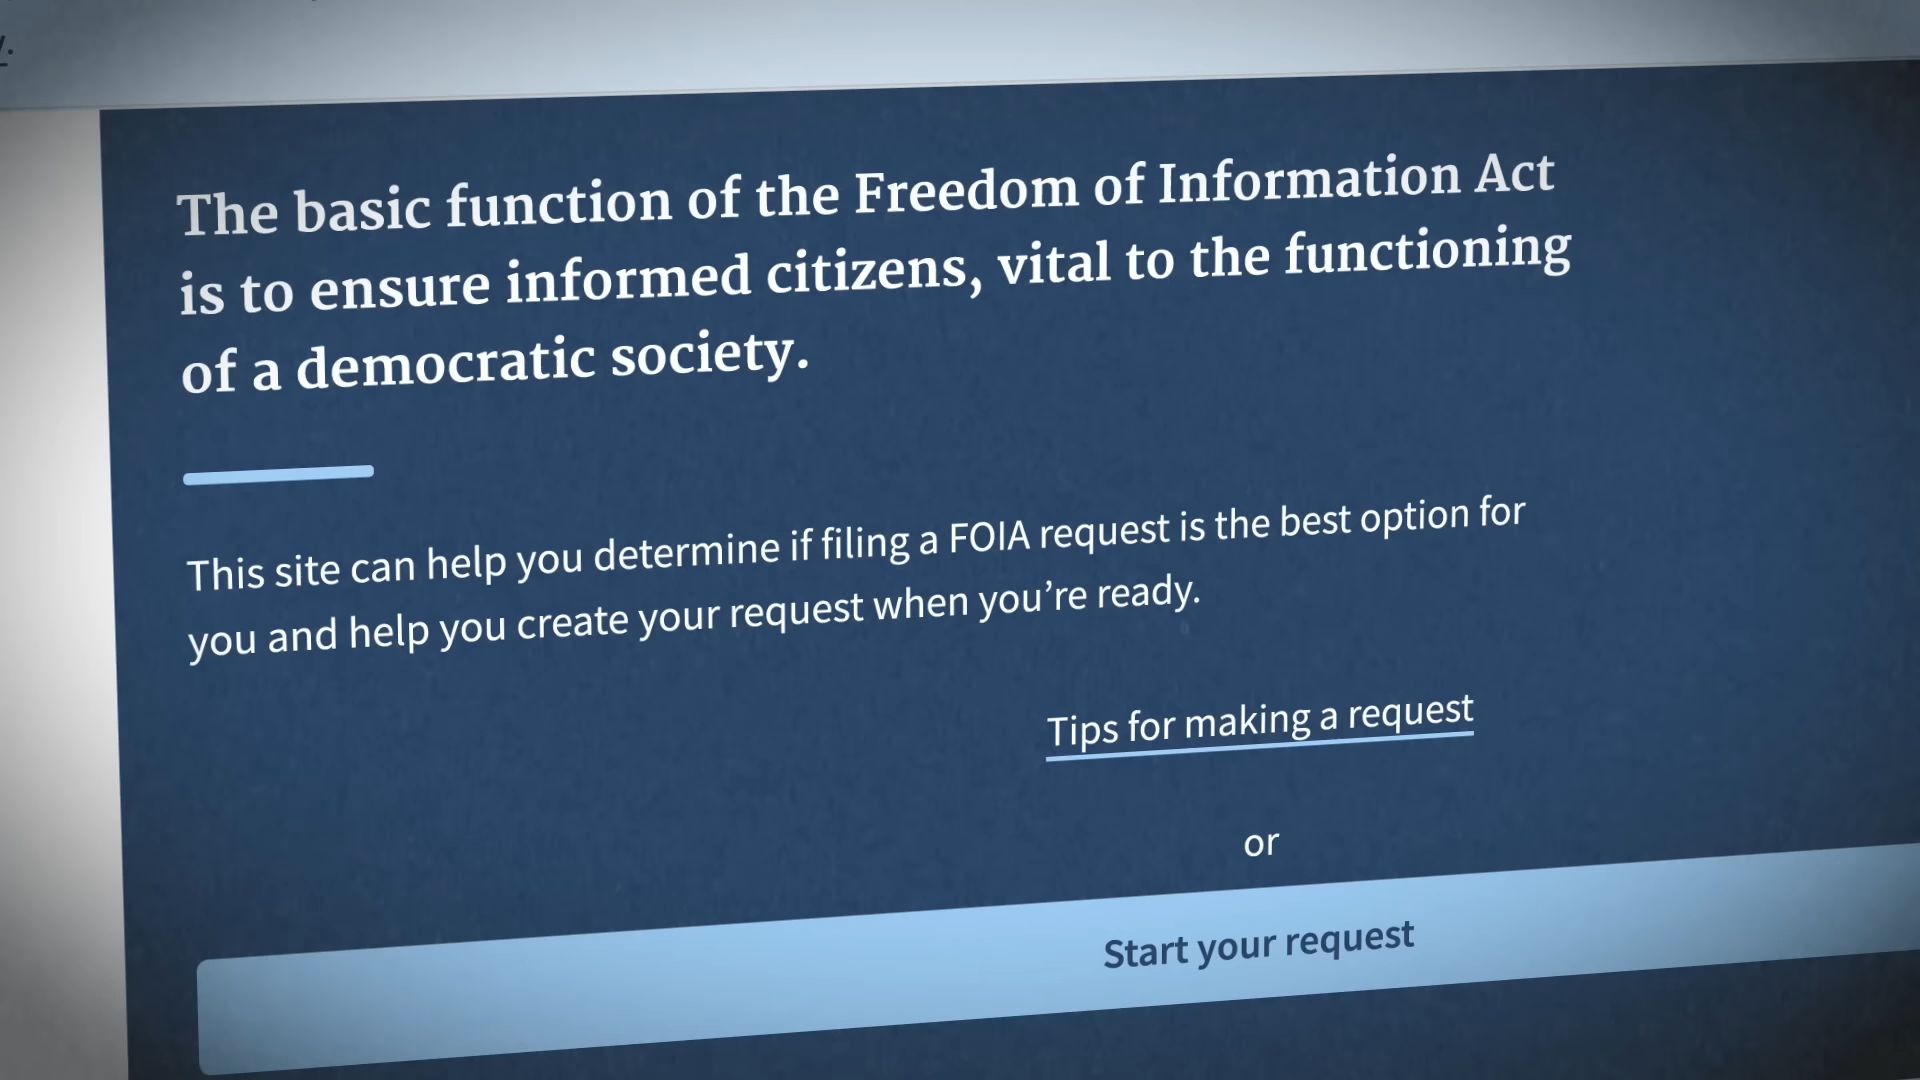 The basic function of the Freedom of Information Act
is to ensure informed citizens, vital to the functioning
of a democratic society.
This site can help you determine if filing a FOIA request is the best option for
you and help you create your request when you’re ready.
Tips for making a request
or
Start your request